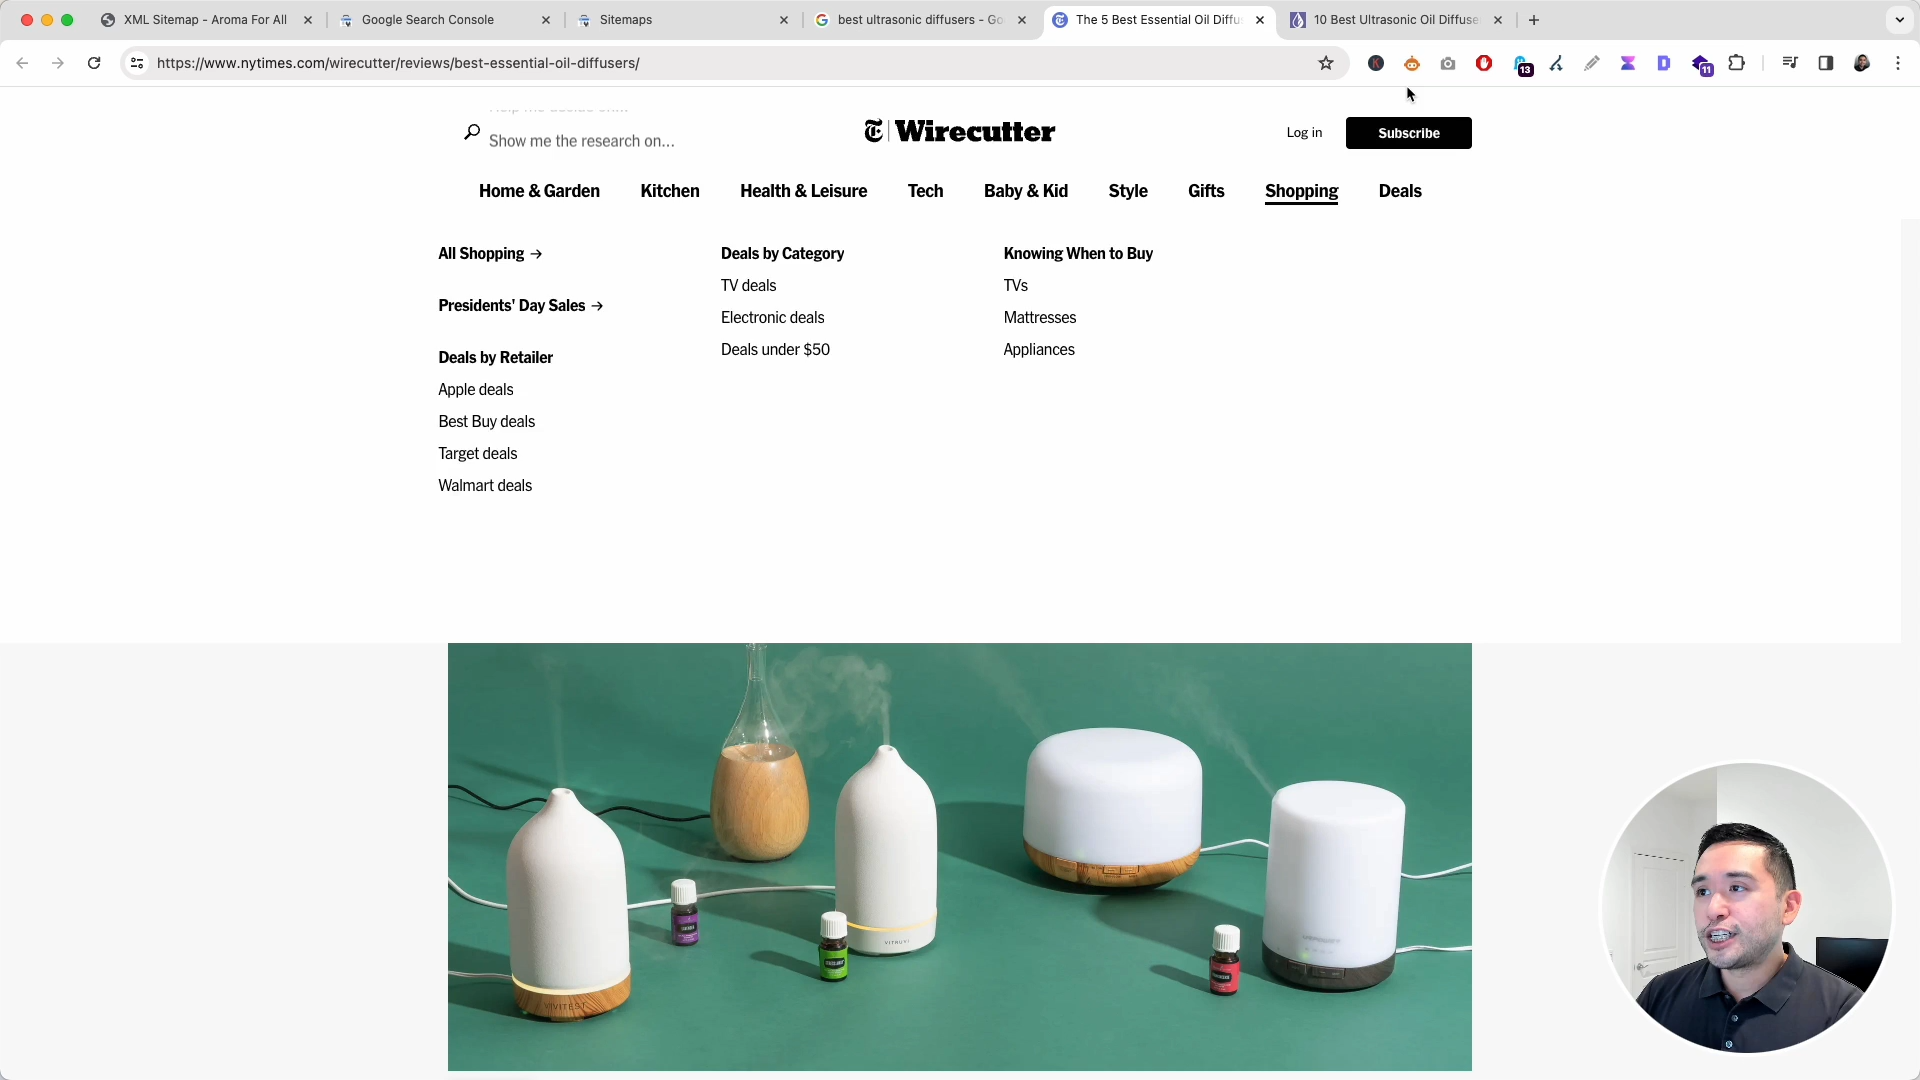 XML Sitemap - Aroma For All
Google Search Console
Sitemaps
best ultrasonic diffusers - Go
The 5 Best Essential Oil Diffu
10 Best Ultrasonic Oil Diffuse
https://www.nytimes.com/wirecutter/reviews/best-essential-oil-diffusers/
13
11
Show me the research on...
Wirecutter
Log in
Subscribe
Home & Garden
Kitchen
Health & Leisure
Tech
Baby & Kid
Style
Gifts
Shopping
Deals
All Shopping →
Presidents' Day Sales →
Deals by Retailer
Apple deals
Best Buy deals
Target deals
Walmart deals
Deals by Category
TV deals
Electronic deals
Deals under $50
Knowing When to Buy
TVs
Mattresses
Appliances
VIVITEST
VITRUVI